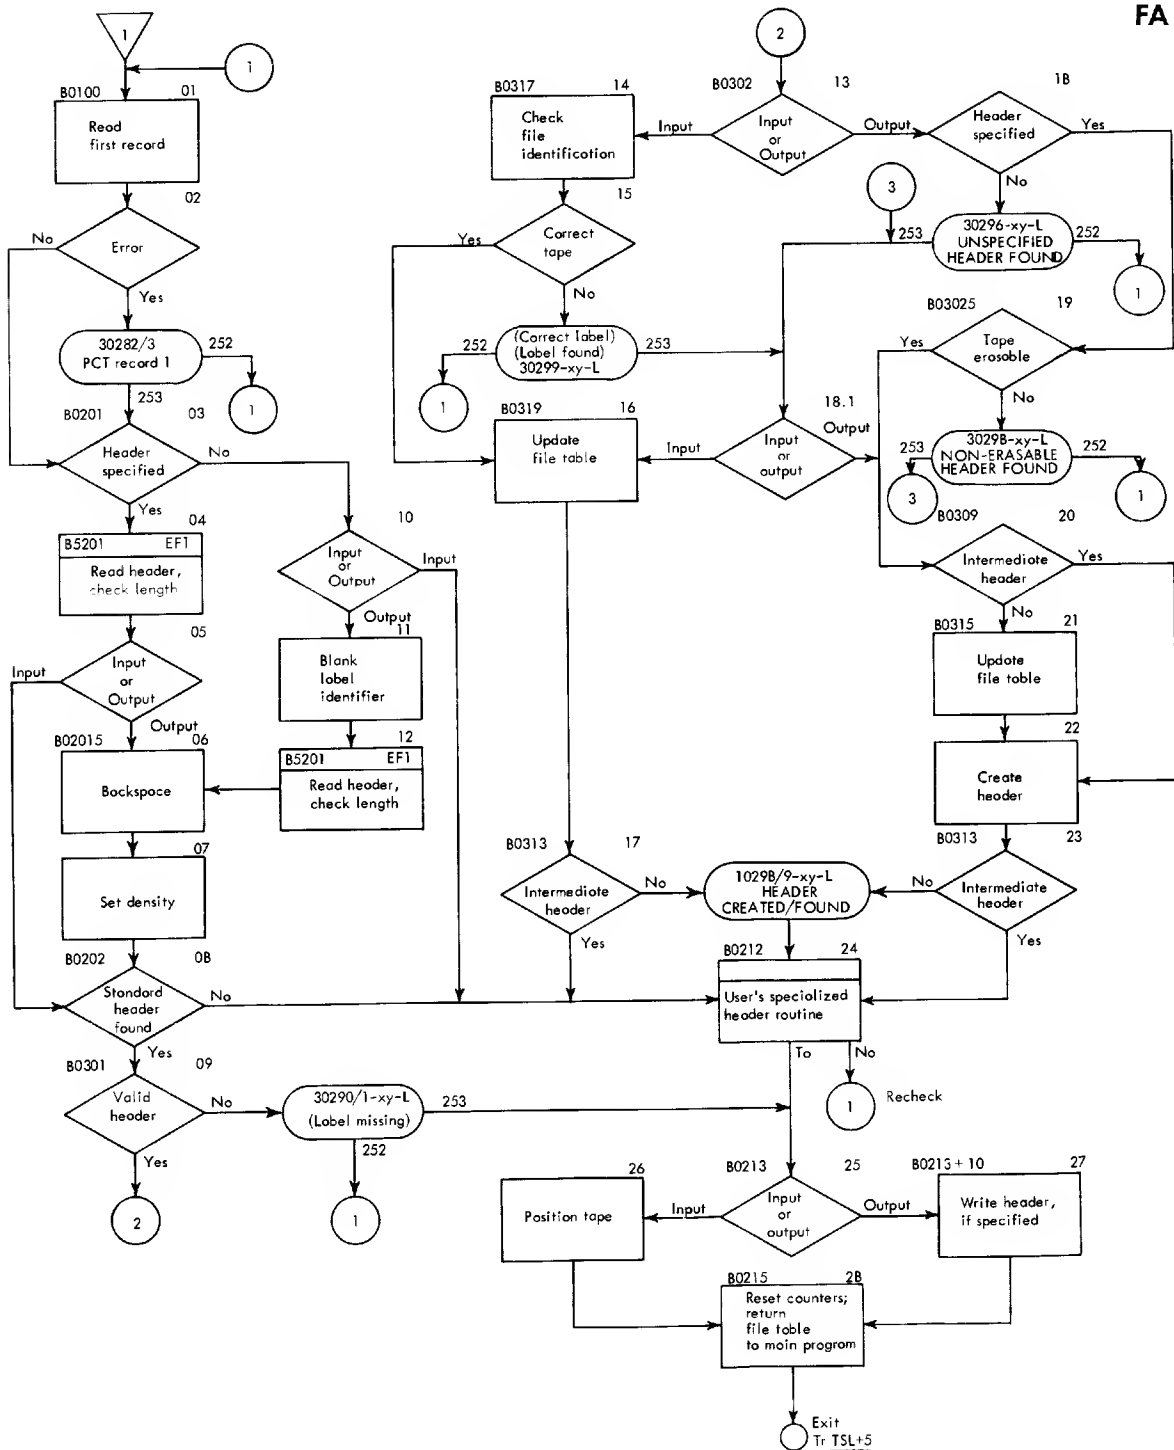 FA
1
1
B0100 01
Read
first record
02
No
Error
Yes
30282/3
PCT record 1
252
1
253
B0201 03
Header
specified
No
Yes
04
B5201 EF1
Read header,
check length
05
Input
Input
or
Output
Output
B02015 06
Backspace
07
Set density
B0202 08
Standard
header
found
No
Yes
B0301 09
Valid
header
No
Yes
2
30290/1-xy-L
(Label missing)
253
252
1
10
Input
or
Output
Input
Output
11
Blank
label
identifier
12
B5201 EF1
Read header,
check length
2
B0302 13
Input
or
Output
Input
Output
B0317 14
Check
file
identification
15
Correct
tape
Yes
No
(Correct label)
(Label found)
30299-xy-L
252
253
1
B0319 16
Update
file table
18.1
Input
or
output
Input
Output
B0313 17
Intermediate
header
No
Yes
18
Header
specified
Yes
No
3
30296-xy-L
UNSPECIFIED
HEADER FOUND
253
252
1
B03025 19
Tape
erasable
Yes
No
30298-xy-L
NON-ERASABLE
HEADER FOUND
253
252
3
1
B0309 20
Intermediate
header
Yes
No
B0315 21
Update
file table
22
Create
header
B0313 23
Intermediate
header
No
Yes
10298/9-xy-L
HEADER
CREATED/FOUND
B0212 24
User's specialized
header routine
To
No
1
Recheck
B0213 25
Input
or
output
Input
Output
26
Position tape
B0213 + 10 27
Write header,
if specified
B0215 28
Reset counters;
return
file table
to main program
Exit
Tr TSL+5